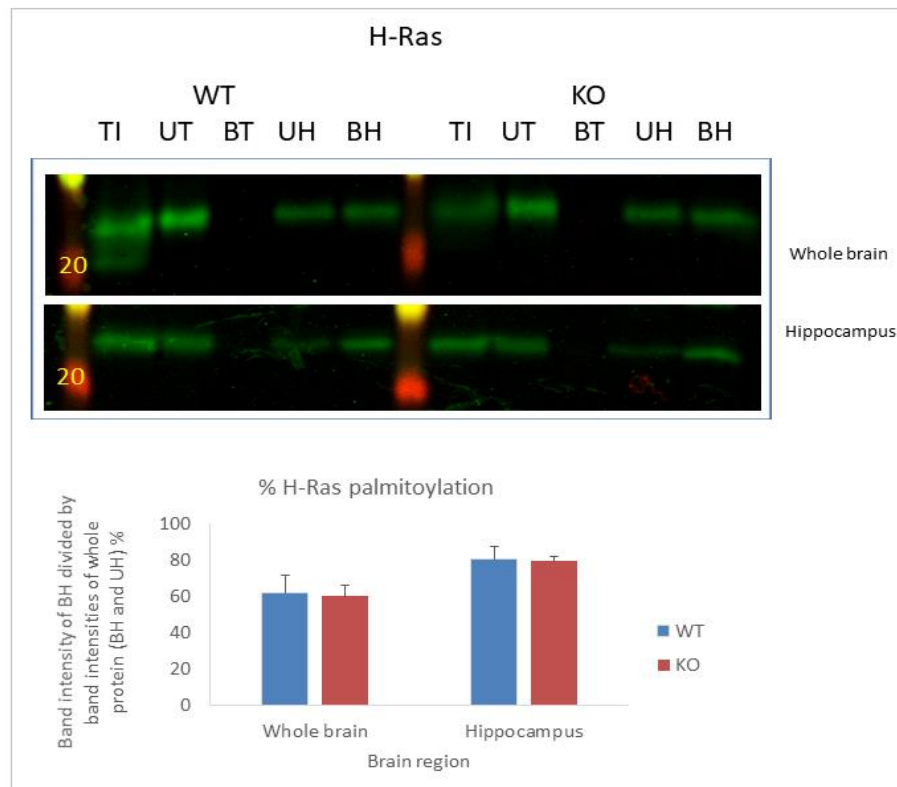 H-Ras
WT KO
TI UT BT UH BH TI UT BT UH BH
20
Whole brain
20
Hippocampus
% H-Ras palmitoylation
Band intensity of BH divided by
band intensities of whole
protein (BH and UH) %
100
80
60
40
20
0
WT
KO
Whole brain Hippocampus
Brain region